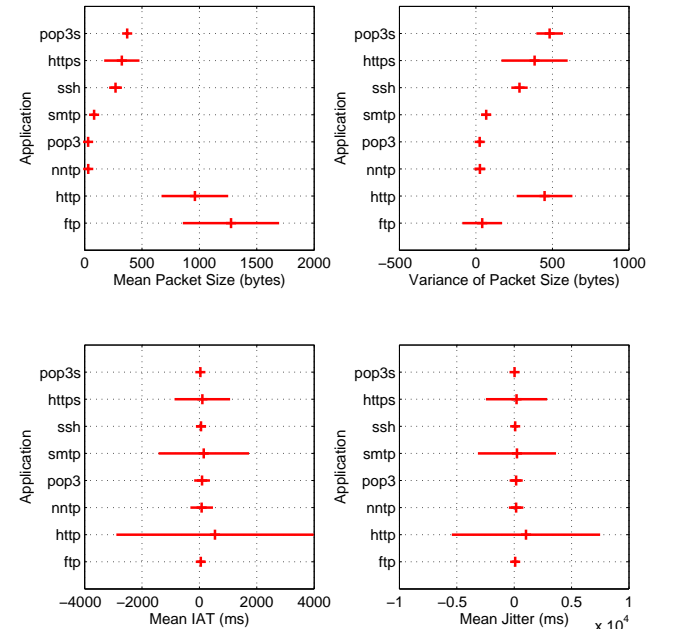 pop3s
https
ssh
smtp
pop3
nntp
http
ftp
Application
0 500 1000 1500 2000
Mean Packet Size (bytes)
pop3s
https
ssh
smtp
pop3
nntp
http
ftp
Application
−500 0 500 1000
Variance of Packet Size (bytes)
pop3s
https
ssh
smtp
pop3
nntp
http
ftp
Application
−4000 −2000 0 2000 4000
Mean IAT (ms)
pop3s
https
ssh
smtp
pop3
nntp
http
ftp
Application
−1 −0.5 0 0.5 1
Mean Jitter (ms)
x 10^4